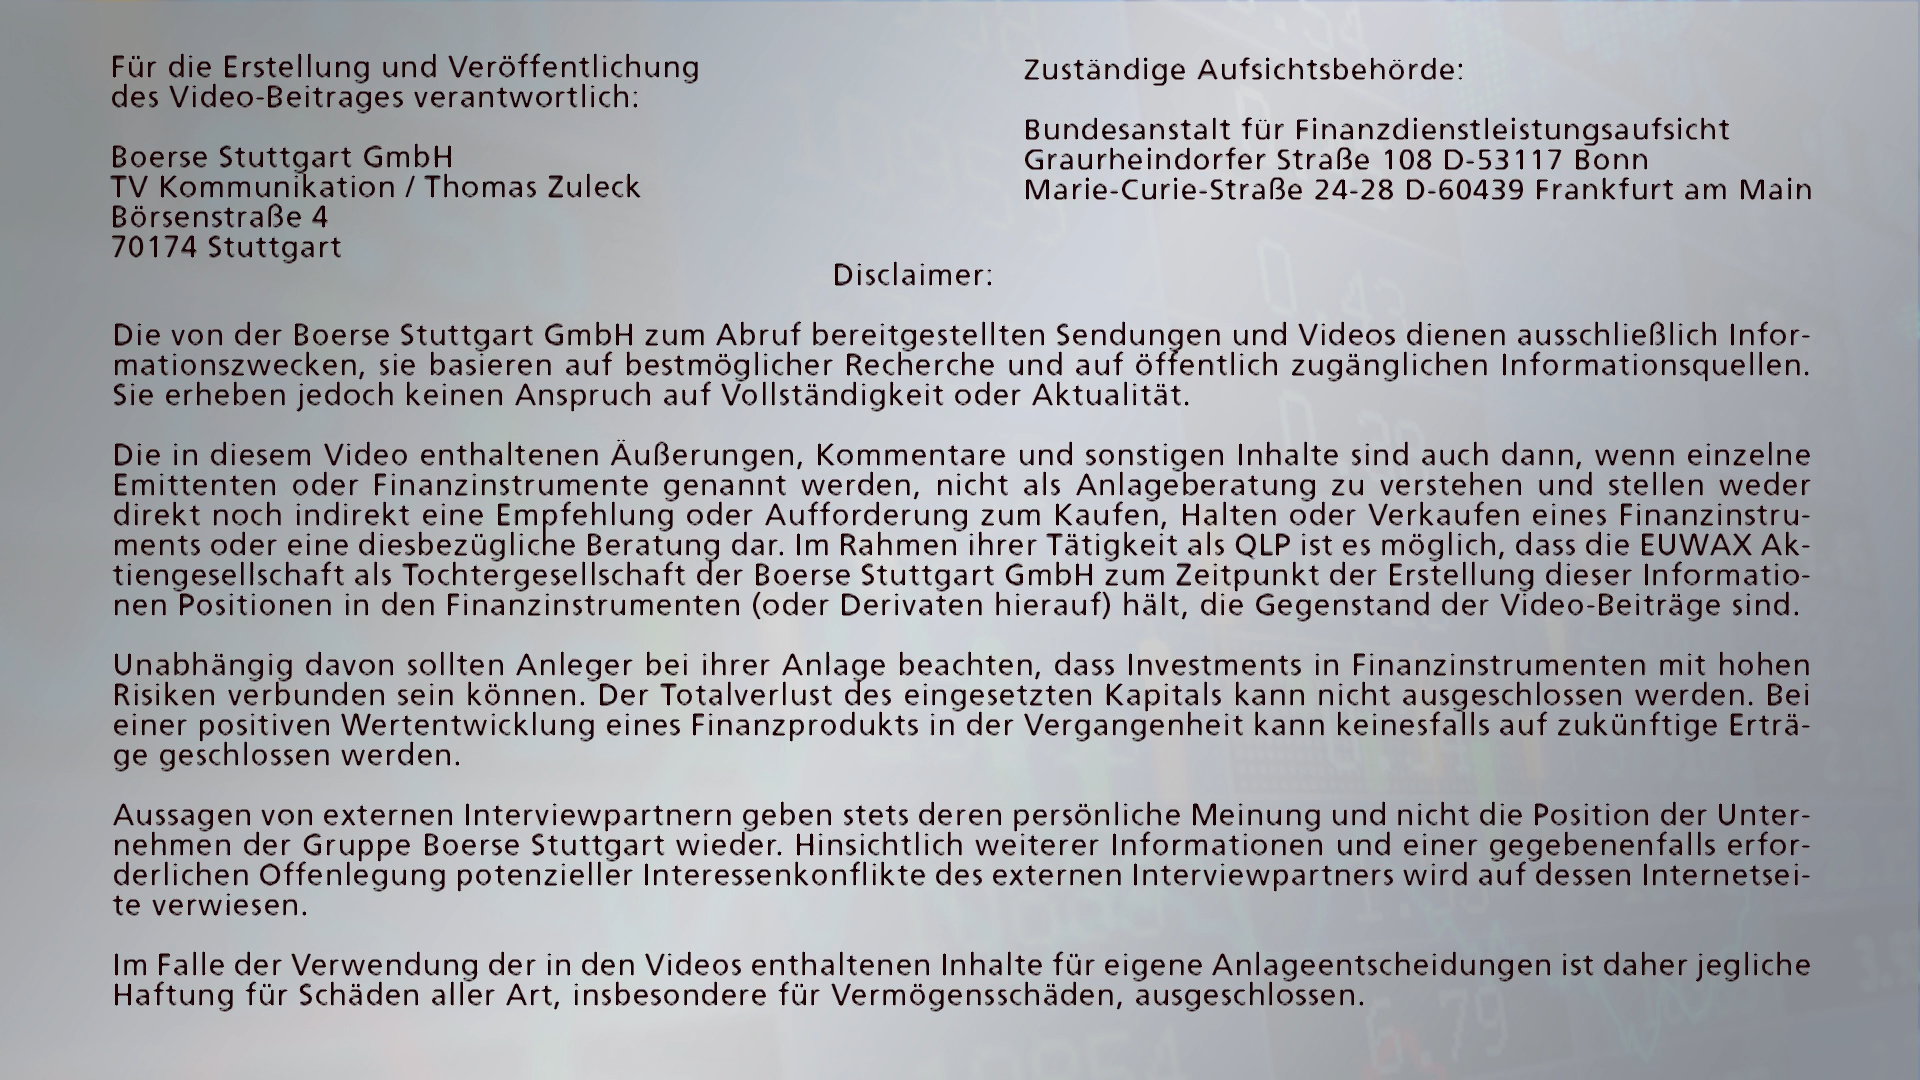 Für die Erstellung und Veröffentlichung
des Video-Beitrages verantwortlich:
Boerse Stuttgart GmbH
TV Kommunikation / Thomas Zuleck
Börsenstraße 4
70174 Stuttgart
Zuständige Aufsichtsbehörde:
Bundesanstalt für Finanzdienstleistungsaufsicht
Graurheindorfer Straße 108 D-53117 Bonn
Marie-Curie-Straße 24-28 D-60439 Frankfurt am Main
Disclaimer:
Die von der Boerse Stuttgart GmbH zum Abruf bereitgestellten Sendungen und Videos dienen ausschließlich Infor-
mationszwecken, sie basieren auf bestmöglicher Recherche und auf öffentlich zugänglichen Informationsquellen.
Sie erheben jedoch keinen Anspruch auf Vollständigkeit oder Aktualität.
Die in diesem Video enthaltenen Äußerungen, Kommentare und sonstigen Inhalte sind auch dann, wenn einzelne
Emittenten oder Finanzinstrumente genannt werden, nicht als Anlageberatung zu verstehen und stellen weder
direkt noch indirekt eine Empfehlung oder Aufforderung zum Kaufen, Halten oder Verkaufen eines Finanzinstru-
ments oder eine diesbezügliche Beratung dar. Im Rahmen ihrer Tätigkeit als QLP ist es möglich, dass die EUWAX Ak-
tiengesellschaft als Tochtergesellschaft der Boerse Stuttgart GmbH zum Zeitpunkt der Erstellung dieser Informatio-
nen Positionen in den Finanzinstrumenten (oder Derivaten hierauf) hält, die Gegenstand der Video-Beiträge sind.
Unabhängig davon sollten Anleger bei ihrer Anlage beachten, dass Investments in Finanzinstrumenten mit hohen
Risiken verbunden sein können. Der Totalverlust des eingesetzten Kapitals kann nicht ausgeschlossen werden. Bei
einer positiven Wertentwicklung eines Finanzprodukts in der Vergangenheit kann keinesfalls auf zukünftige Erträ-
ge geschlossen werden.
Aussagen von externen Interviewpartnern geben stets deren persönliche Meinung und nicht die Position der Unter-
nehmen der Gruppe Boerse Stuttgart wieder. Hinsichtlich weiterer Informationen und einer gegebenenfalls erfor-
derlichen Offenlegung potenzieller Interessenkonflikte des externen Interviewpartners wird auf dessen Internetsei-
te verwiesen.
Im Falle der Verwendung der in den Videos enthaltenen Inhalte für eigene Anlageentscheidungen ist daher jegliche
Haftung für Schäden aller Art, insbesondere für Vermögensschäden, ausgeschlossen.